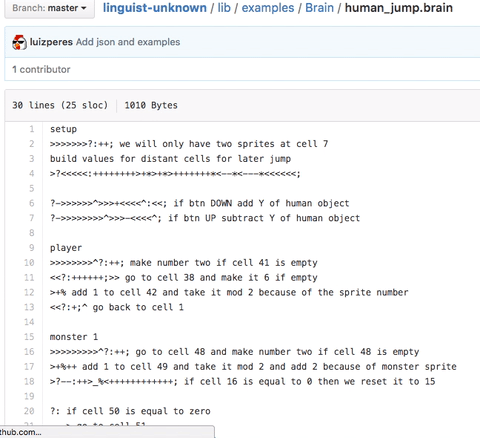 Branch: master
linguist-unknown / lib / examples / Brain / human_jump.brain
luizperes Add json and examples
1 contributor
30 lines (25 sloc) 1010 Bytes
1 setup
2 >>>>>>>?:++; we will only have two sprites at cell 7
3 build values for distant cells for later jump
4 >?<<<<<:++++++++>+*>+*>+++++++*<--*<---*<<<<<<;
5
6 ?->>>>>>^>>>+<<<<^:<<; if btn DOWN add Y of human object
7 ?->>>>>>>>^>>>-<<<<^; if btn UP subtract Y of human object
8
9 player
10 >>>>>>>>^?:++; make number two if cell 41 is empty
11 <<?:++++++;>> go to cell 38 and make it 6 if empty
12 >+% add 1 to cell 42 and take it mod 2 because of the sprite number
13 <<?:+;^ go back to cell 1
14
15 monster 1
16 >>>>>>>>>^?:++; go to cell 48 and make number two if cell 48 is empty
17 >+%++ add 1 to cell 49 and take it mod 2 and add 2 because of monster sprite
18 >?--:++>_%<++++++++++++; if cell 16 is equal to 0 then we reset it to 15
19
20 ?: if cell 50 is equal to zero
thub.com...